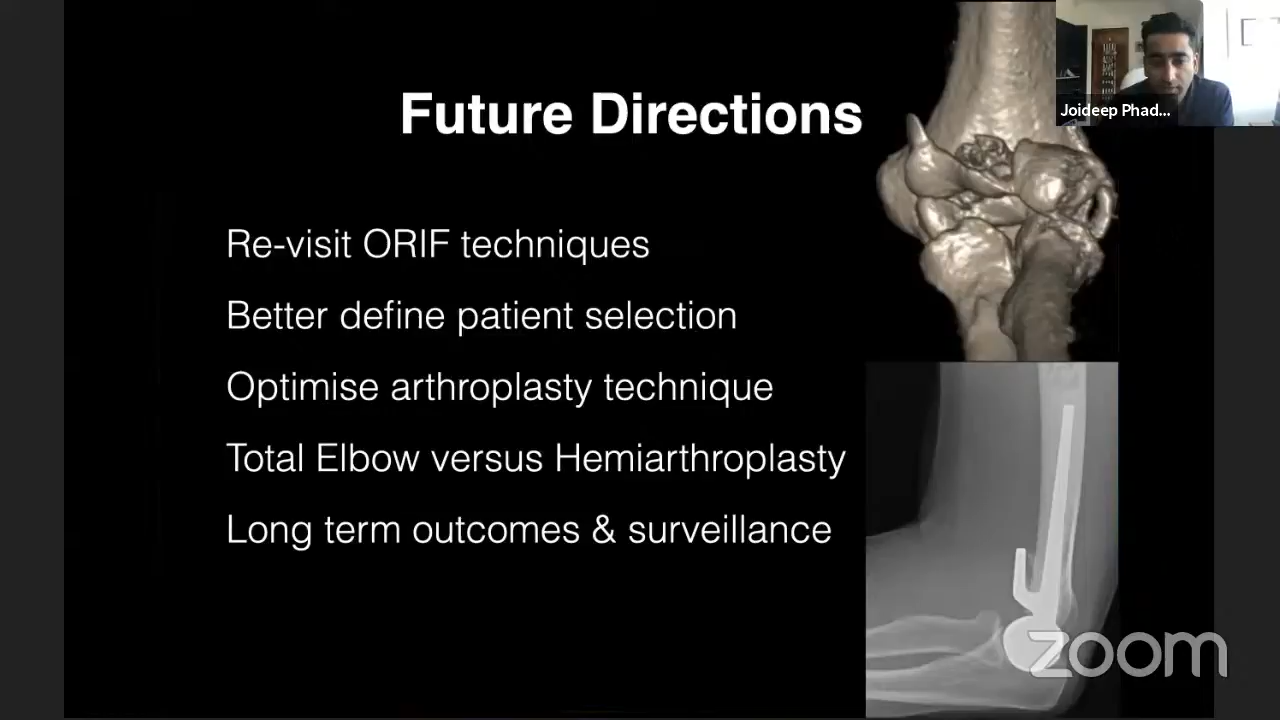 Joideep Phad...
Future Directions
Re-visit ORIF techniques
Better define patient selection
Optimise arthroplasty technique
Total Elbow versus Hemiarthroplasty
Long term outcomes & surveillance
zoom